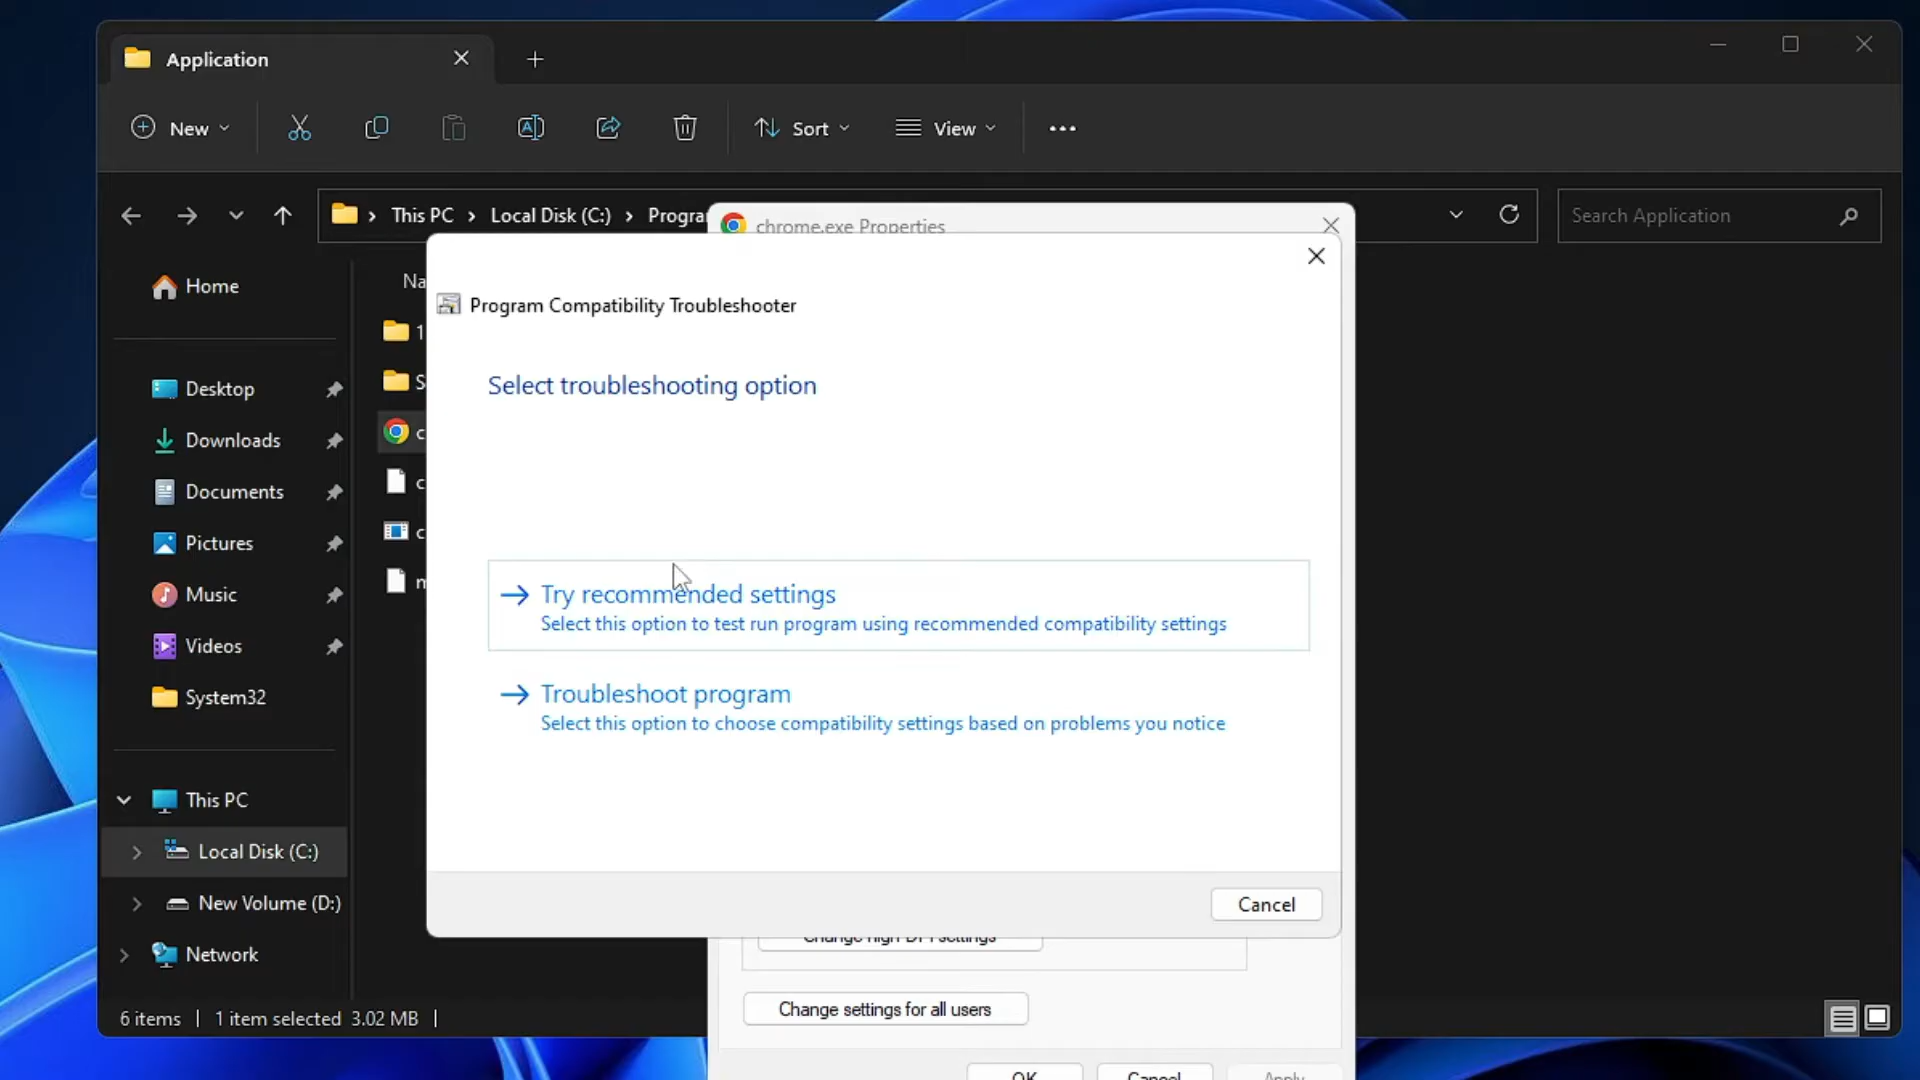 Application
New
Sort
View
This PC
Local Disk (C:)
Search Application
chrome.exe Properties
Home
Desktop
Downloads
Documents
Pictures
Music
Videos
System32
This PC
Local Disk (C:)
New Volume (D:)
Network
Program Compatibility Troubleshooter
Select troubleshooting option
Try recommended settings
Select this option to test run program using recommended compatibility settings
Troubleshoot program
Select this option to choose compatibility settings based on problems you notice
Cancel
Change high DPI settings
Change settings for all users
OK
Cancel
Apply
6 items
1 item selected 3.02 MB